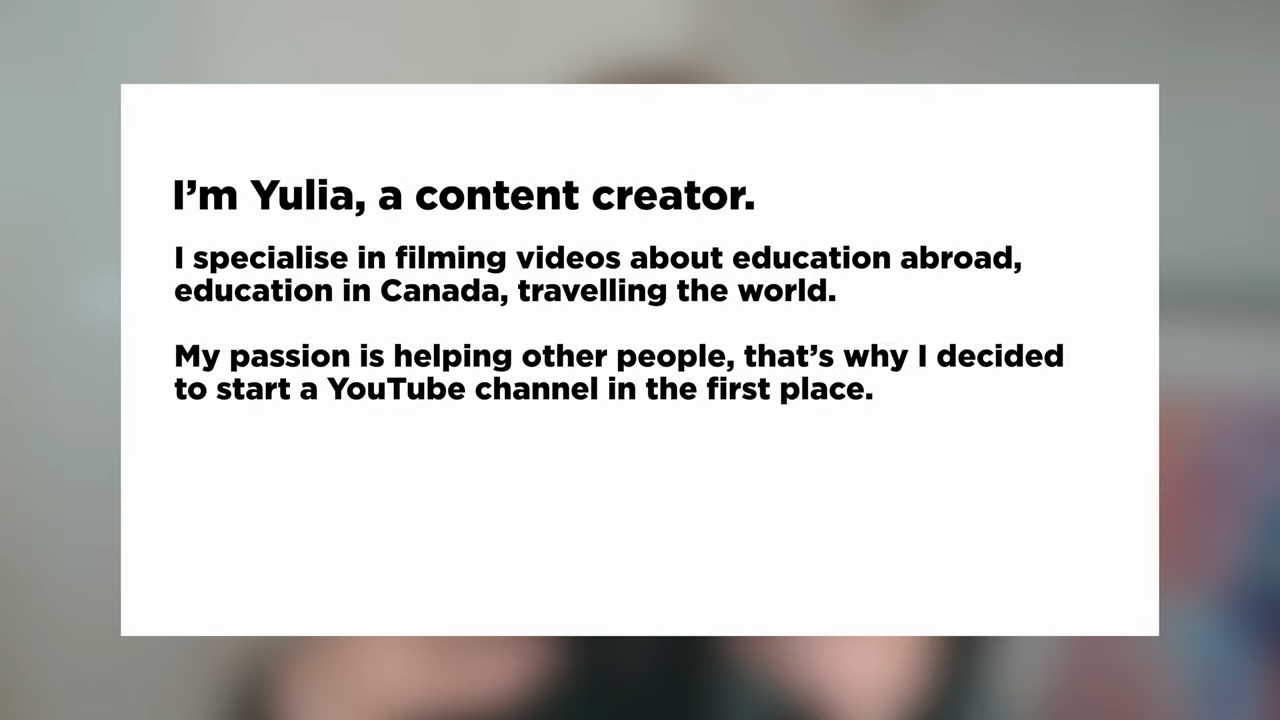 I'm Yulia, a content creator.
I specialise in filming videos about education abroad,
education in Canada, travelling the world.
My passion is helping other people, that's why I decided
to start a YouTube channel in the first place.